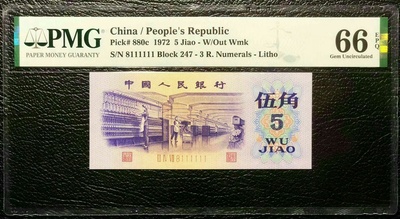 PMG
PAPER MONEY GUARANTY
China / People's Republic
Pick# 880c 1972 5 Jiao - W/Out Wmk
S/N 8111111 Block 247 - 3 R. Numerals - Litho
66 EPQ
Gem Uncirculated
中国人民银行
伍角
5
WU
JIAO
8111111